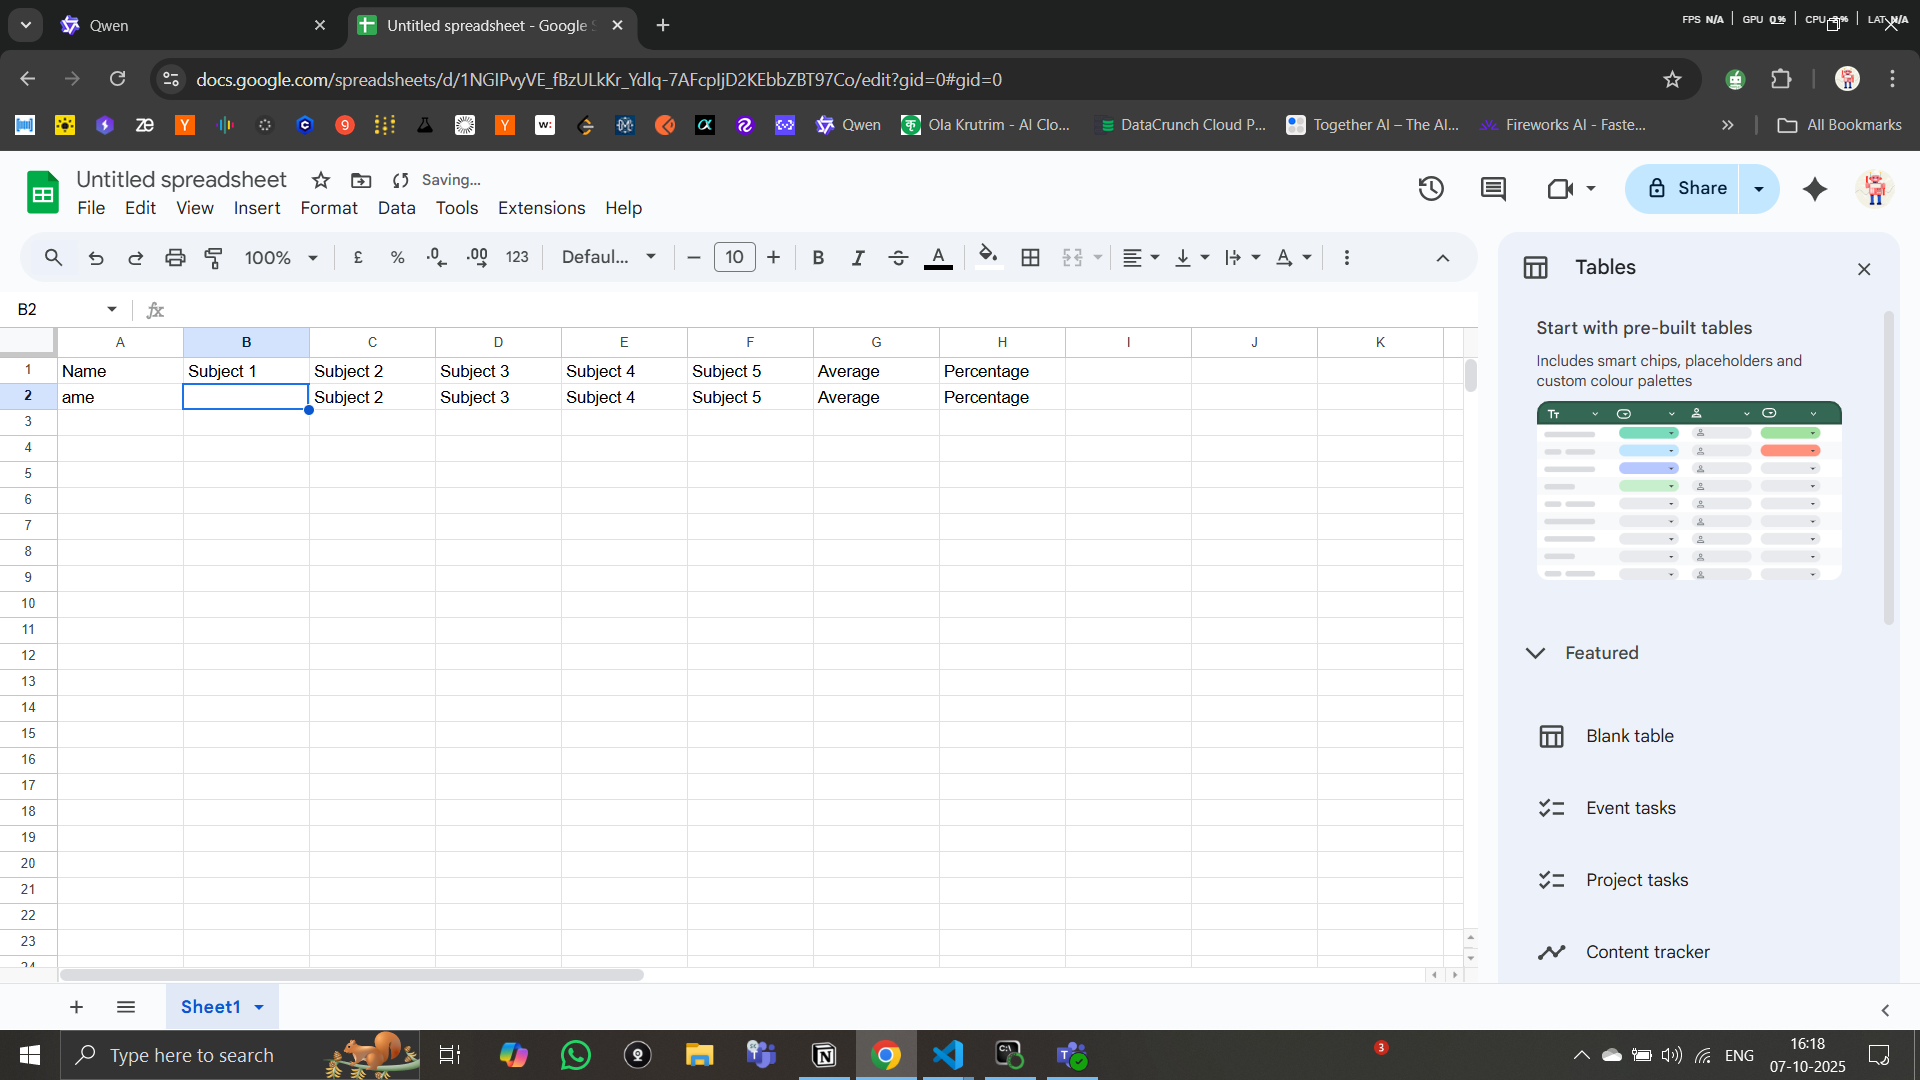 Qwen
Untitled spreadsheet - Google S
FPS N/A GPU 0% CPU 2% LAT N/A
docs.google.com/spreadsheets/d/1NGIPvyVE_fBzULkKr_Ydlq-7AFcpIjD2KEbbZBT97Co/edit?gid=0#gid=0
Qwen
Ola Krutrim - AI Clo...
DataCrunch Cloud P...
Together AI – The AI...
Fireworks AI - Faste...
All Bookmarks
Untitled spreadsheet
Saving...
File Edit View Insert Format Data Tools Extensions Help
Share
100% £ % .0 .00 123 Defaul... 10 B I A
B2 fx
A B C D E F G H I J K
1 Name Subject 1 Subject 2 Subject 3 Subject 4 Subject 5 Average Percentage
2 ame Subject 2 Subject 3 Subject 4 Subject 5 Average Percentage
3
4
5
6
7
8
9
10
11
12
13
14
15
16
17
18
19
20
21
22
23
24
Tables
Start with pre-built tables
Includes smart chips, placeholders and
custom colour palettes
Tт
Featured
Blank table
Event tasks
Project tasks
Content tracker
Sheet1
Type here to search
3
ENG
16:18
07-10-2025